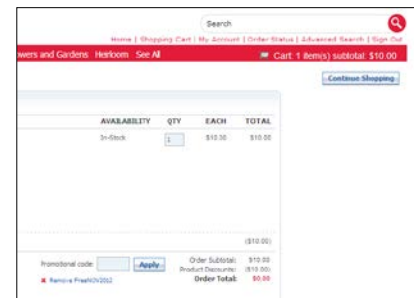 Search
Home | Shopping Cart | My Account | Order Status | Advanced Search | Sign Out
owers and Gardens Heirloom See All Cart: 1 item(s) subtotal: $10.00
Continue Shopping
AVAILABILITY QTY EACH TOTAL
In-Stock 1 $10.00 $10.00
($10.00)
Promotional code: Apply Order Subtotal: $10.00
Product Discounts: ($10.00)
Remove FreeNOV2012 Order Total: $0.00